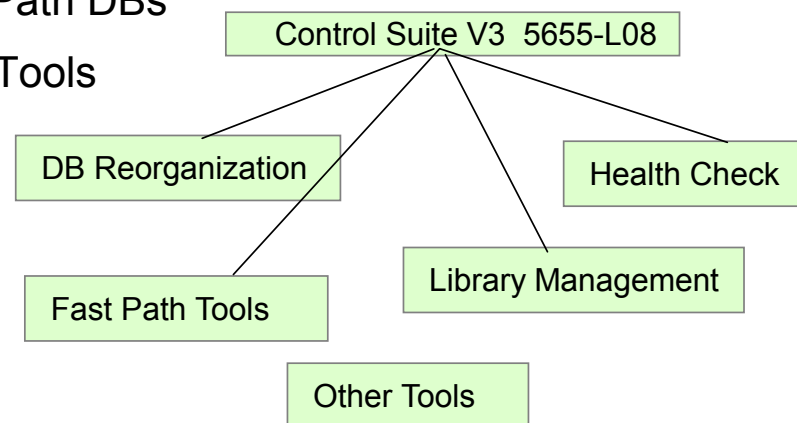 Path DBs
Tools
Control Suite V3 5655-L08
DB Reorganization
Health Check
Library Management
Fast Path Tools
Other Tools